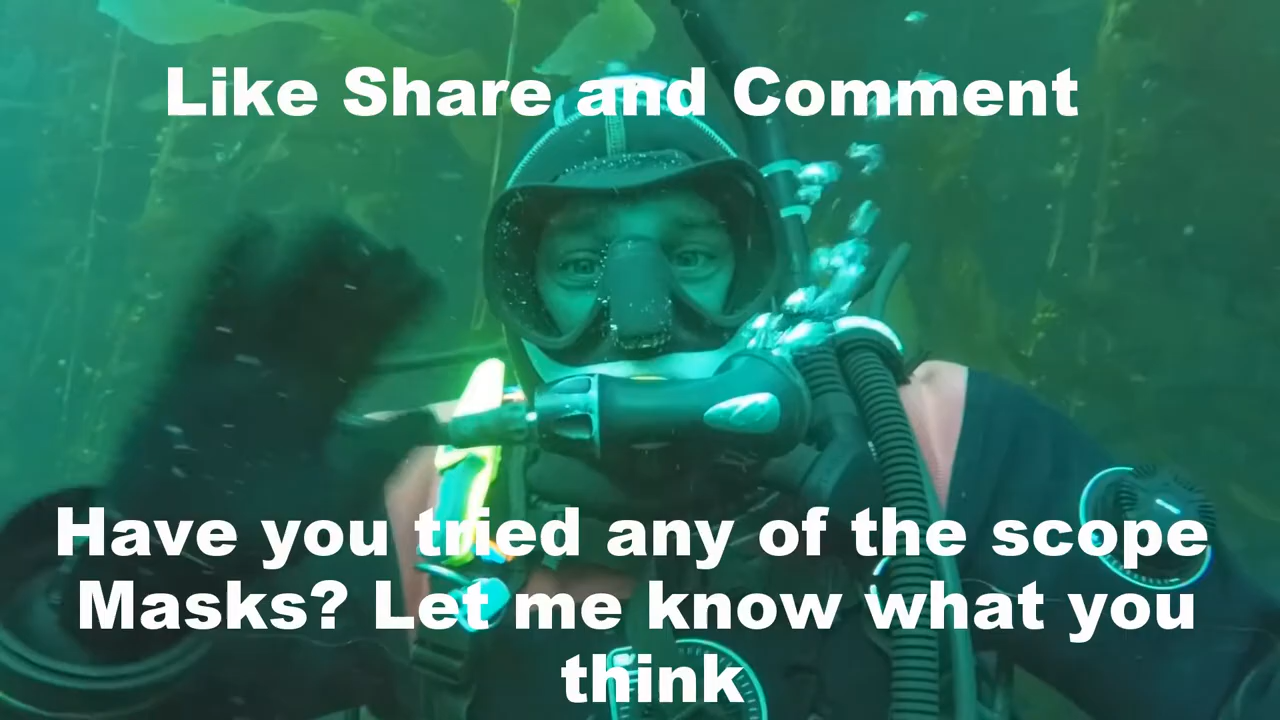 Like Share and Comment
Have you tried any of the scope
Masks? Let me know what you
think